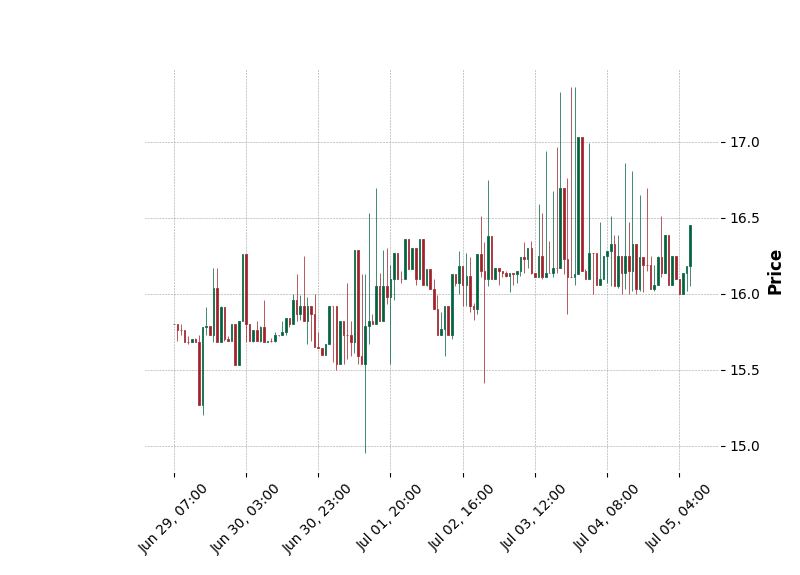 17.0
16.5
16.0
15.5
15.0
Price
Jun 29, 07:00
Jun 30, 03:00
Jun 30, 23:00
Jul 01, 20:00
Jul 02, 16:00
Jul 03, 12:00
Jul 04, 08:00
Jul 05, 04:00